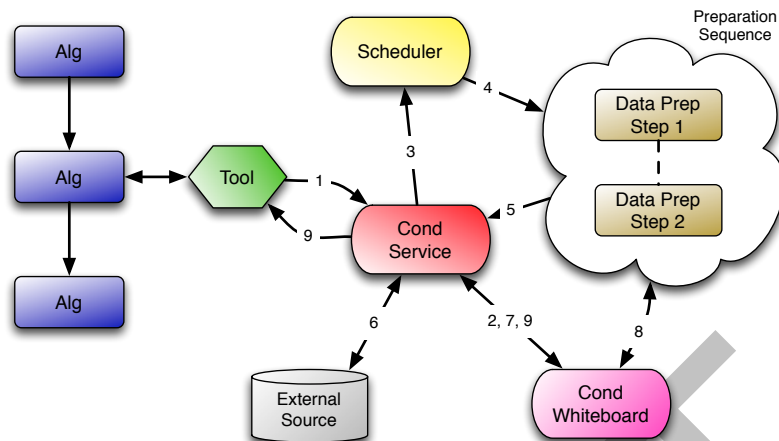 Preparation
Sequence
Alg
Scheduler
4
Data Prep
Step 1
3
Alg
Tool
1
Data Prep
Step 2
5
9
Cond
Service
Alg
6
2, 7, 9
8
External
Source
Cond
Whiteboard